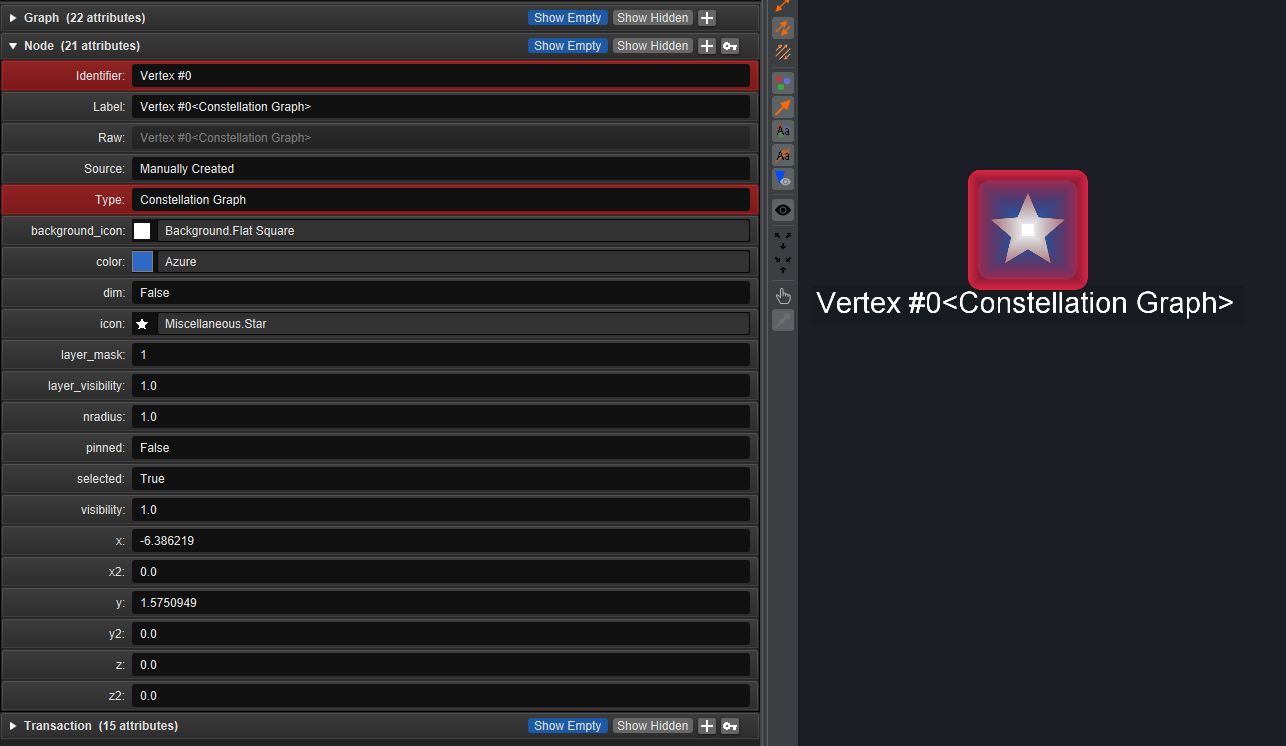 Graph (22 attributes) Show Empty Show Hidden
Node (21 attributes) Show Empty Show Hidden
Identifier: Vertex #0
Label: Vertex #0<Constellation Graph>
Raw: Vertex #0<Constellation Graph>
Source: Manually Created
Type: Constellation Graph
background_icon: Background.Flat Square
color: Azure
dim: False
icon: Miscellaneous.Star
layer_mask: 1
layer_visibility: 1.0
nradius: 1.0
pinned: False
selected: True
visibility: 1.0
x: -6.386219
x2: 0.0
y: 1.5750949
y2: 0.0
z: 0.0
z2: 0.0
Transaction (15 attributes) Show Empty Show Hidden
Aa
Aa
Vertex #0<Constellation Graph>